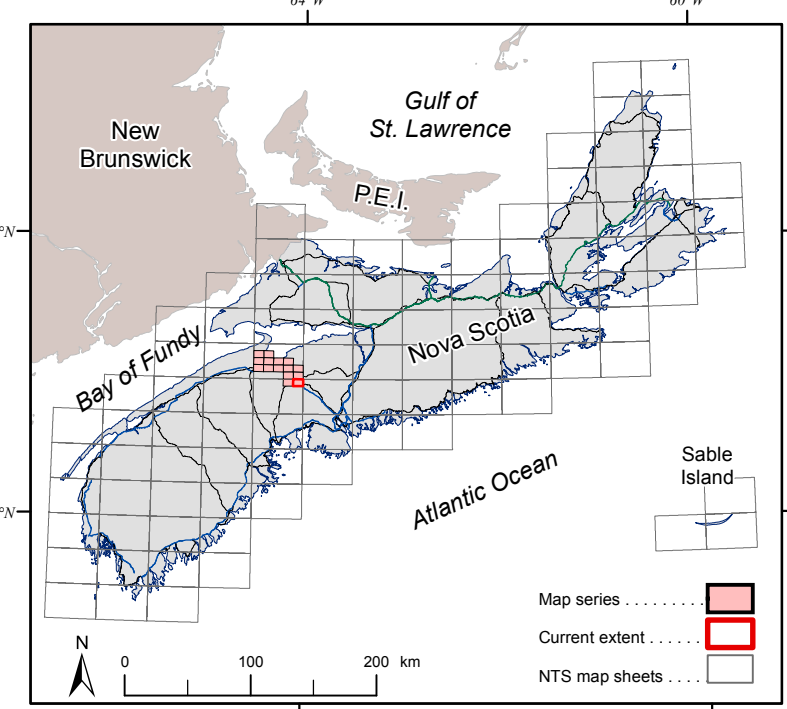 New
Brunswick
Gulf of
St. Lawrence
P.E.I.
°N
Bay of Fundy
Nova Scotia
Atlantic Ocean
Sable
Island
°N
N
0 100 200 km
Map series . . . . . . . . .
Current extent . . . . . .
NTS map sheets . . . .